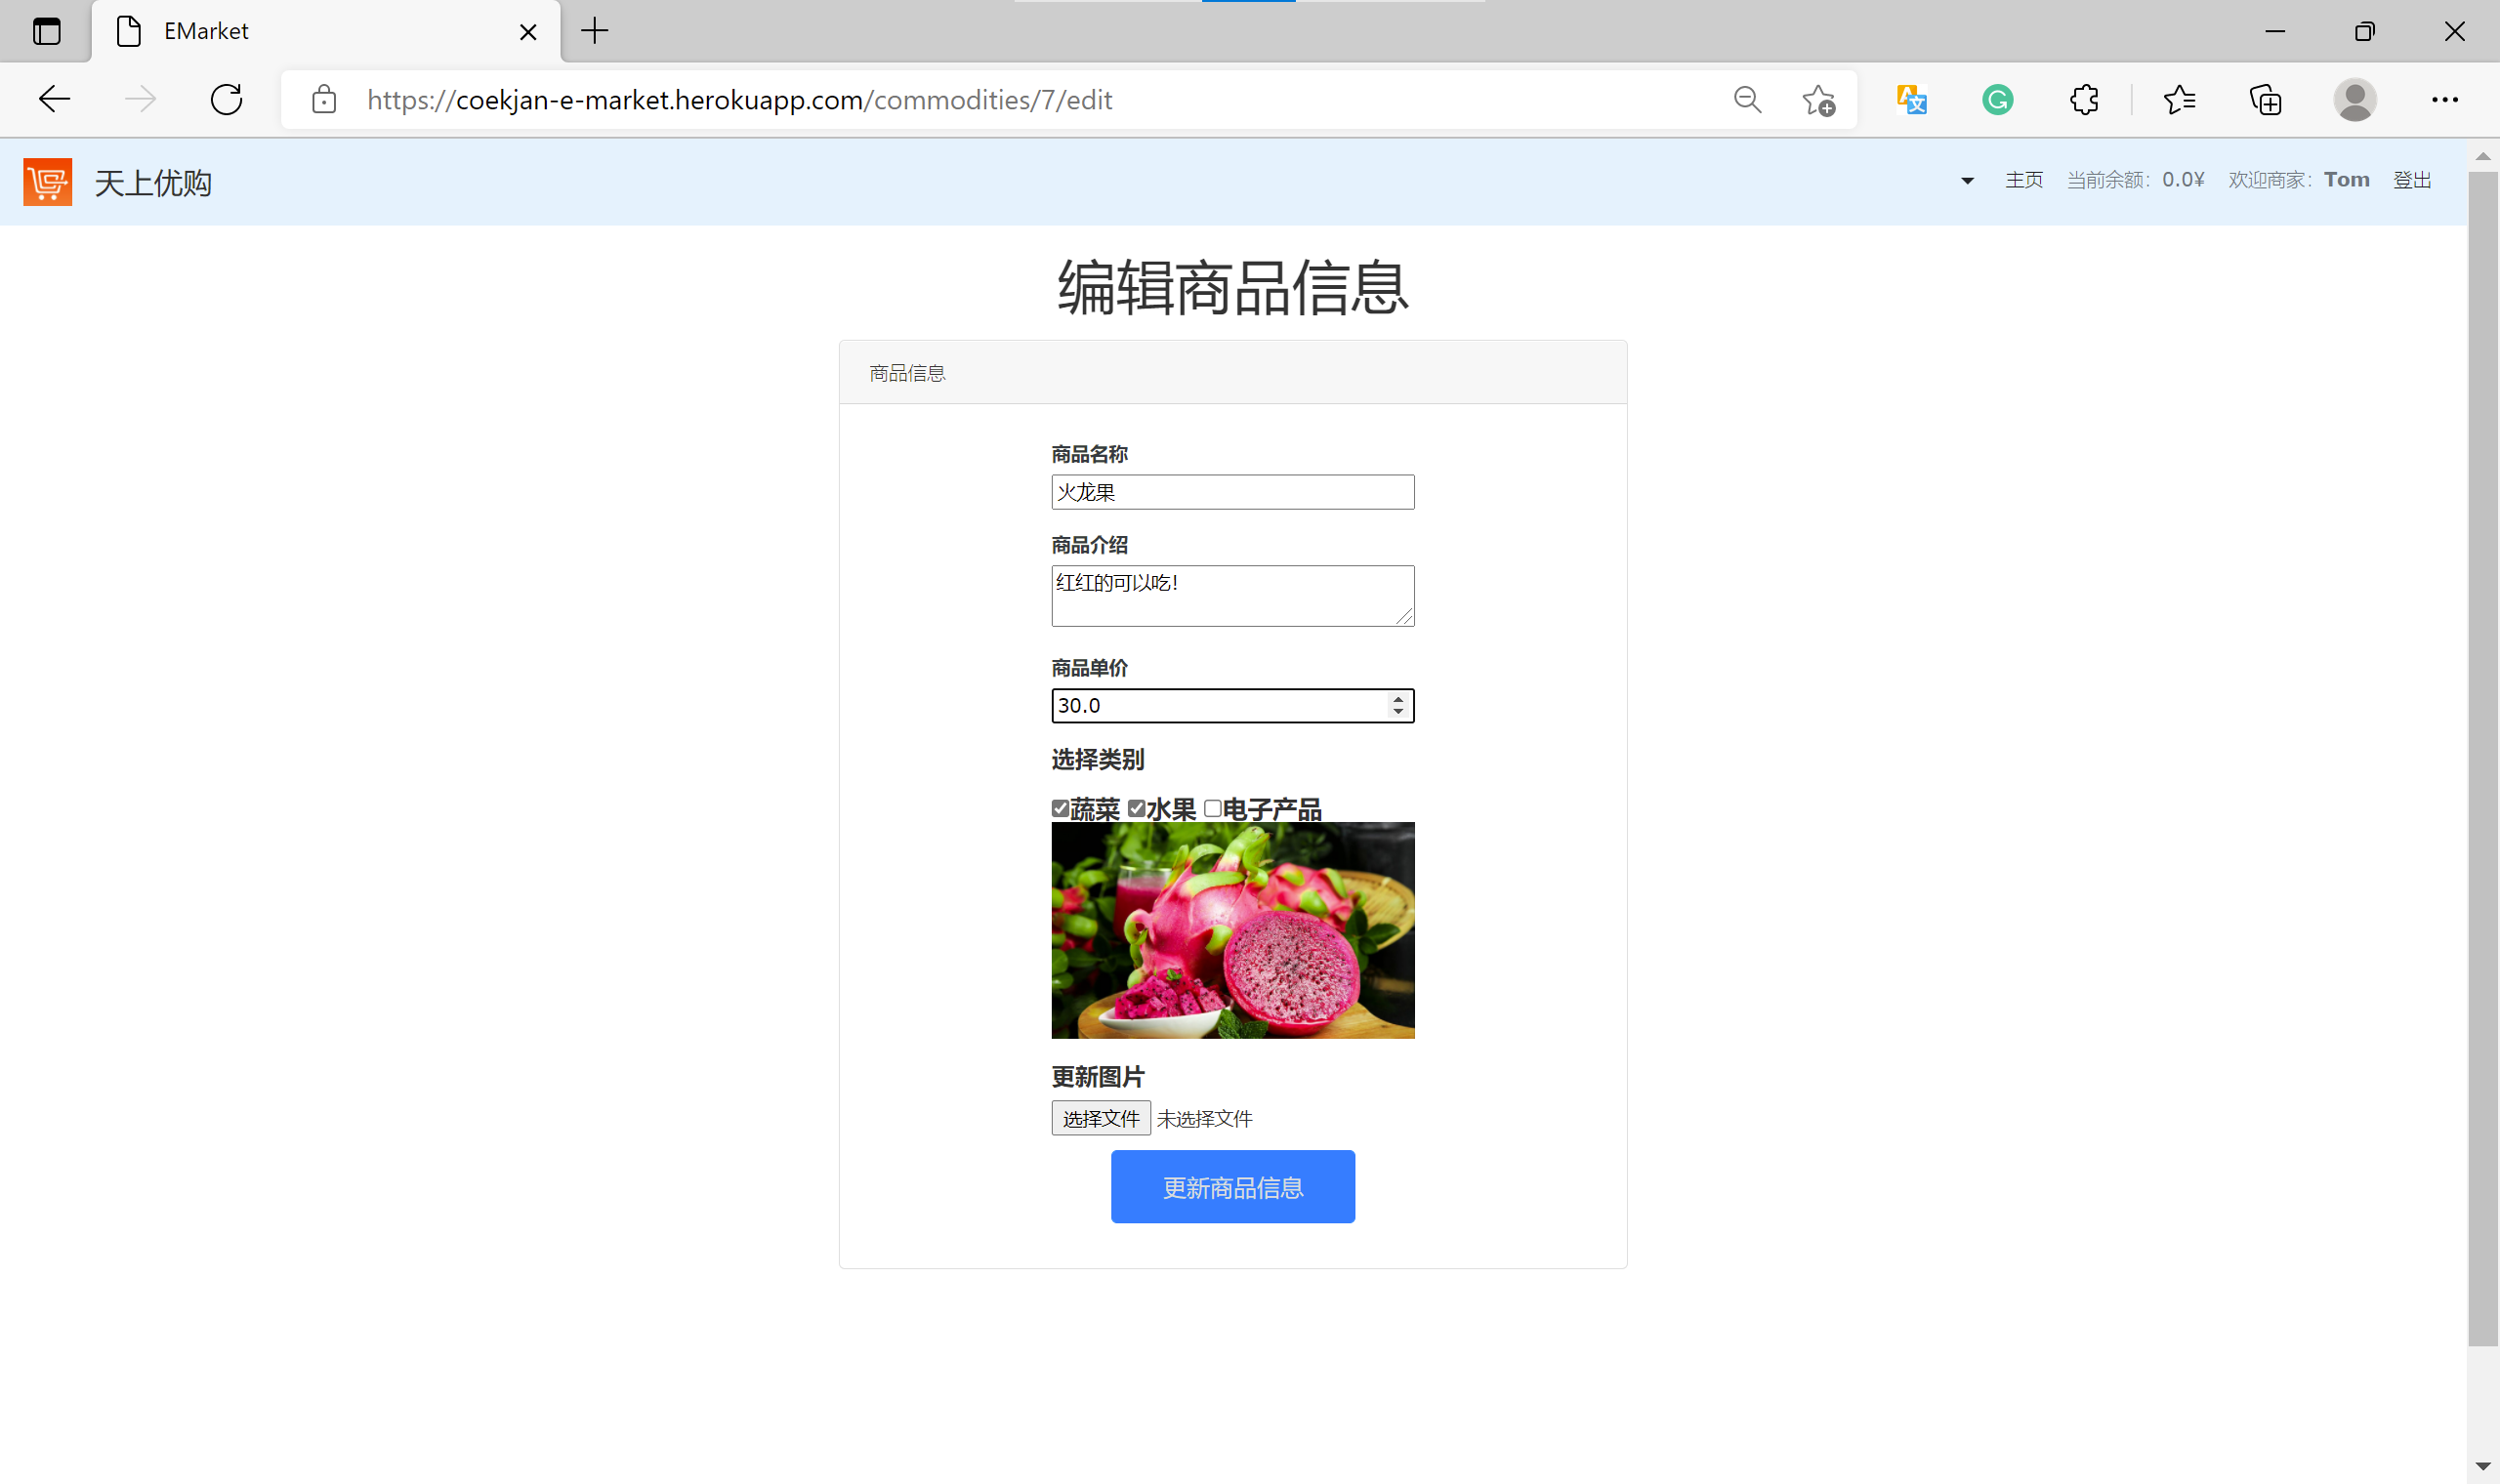 EMarket
https://coekjan-e-market.herokuapp.com/commodities/7/edit
天上优购
主页 当前余额：0.0¥ 欢迎商家：Tom 登出
编辑商品信息
商品信息
商品名称
火龙果
商品介绍
红红的可以吃！
商品单价
30.0
选择类别
蔬菜 水果 电子产品
更新图片
选择文件 未选择文件
更新商品信息